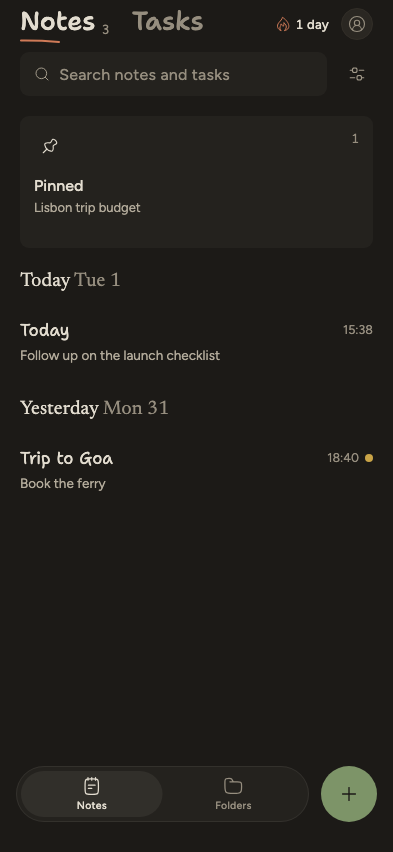 Notes 3 Tasks 1 day
Search notes and tasks
1
Pinned
Lisbon trip budget
Today Tue 1
Today 15:38
Follow up on the launch checklist
Yesterday Mon 31
Trip to Goa 18:40
Book the ferry
Notes Folders